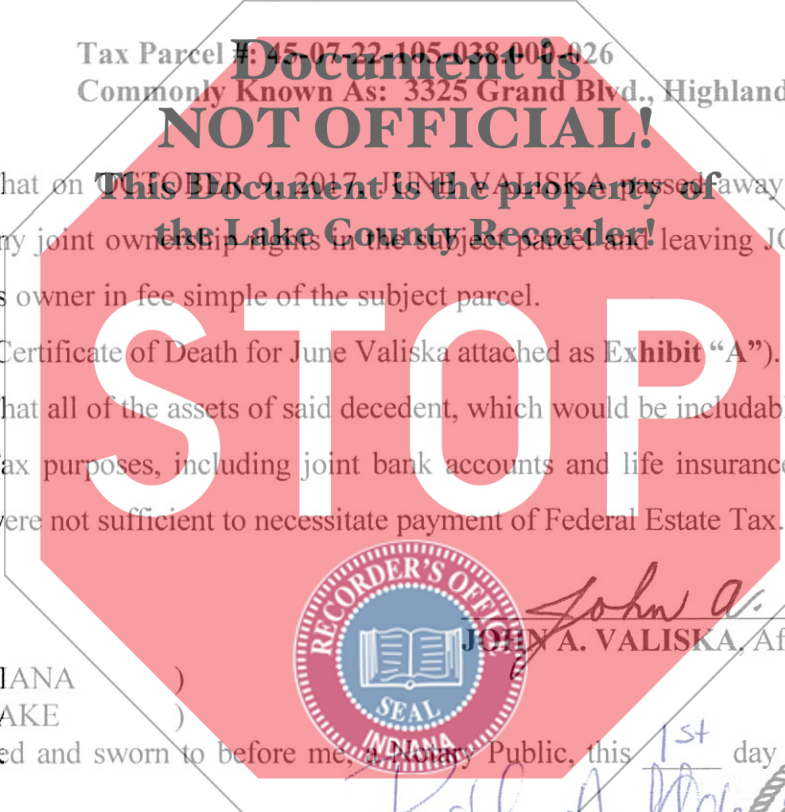 Tax Parcel #: 45-07-22-105-038.000-026
Document is
Commonly Known As: 3325 Grand Blvd., Highland
NOT OFFICIAL!
hat on OCTOBER 9, 2017, JUNE VALISKA passed away
This Document is the property of
ny joint ownership rights in the subject parcel and leaving JO
the Lake County Recorder!
s owner in fee simple of the subject parcel.
Certificate of Death for June Valiska attached as Exhibit “A”).
hat all of the assets of said decedent, which would be includab
ax purposes, including joint bank accounts and life insurance
vere not sufficient to necessitate payment of Federal Estate Tax.
STOP
John A.
JOHN A. VALISKA, Af
RECORDER'S OFFICE
SEAL
INDIANA
IANA )
AKE )
ed and sworn to before me, a Notary Public, this 1st day